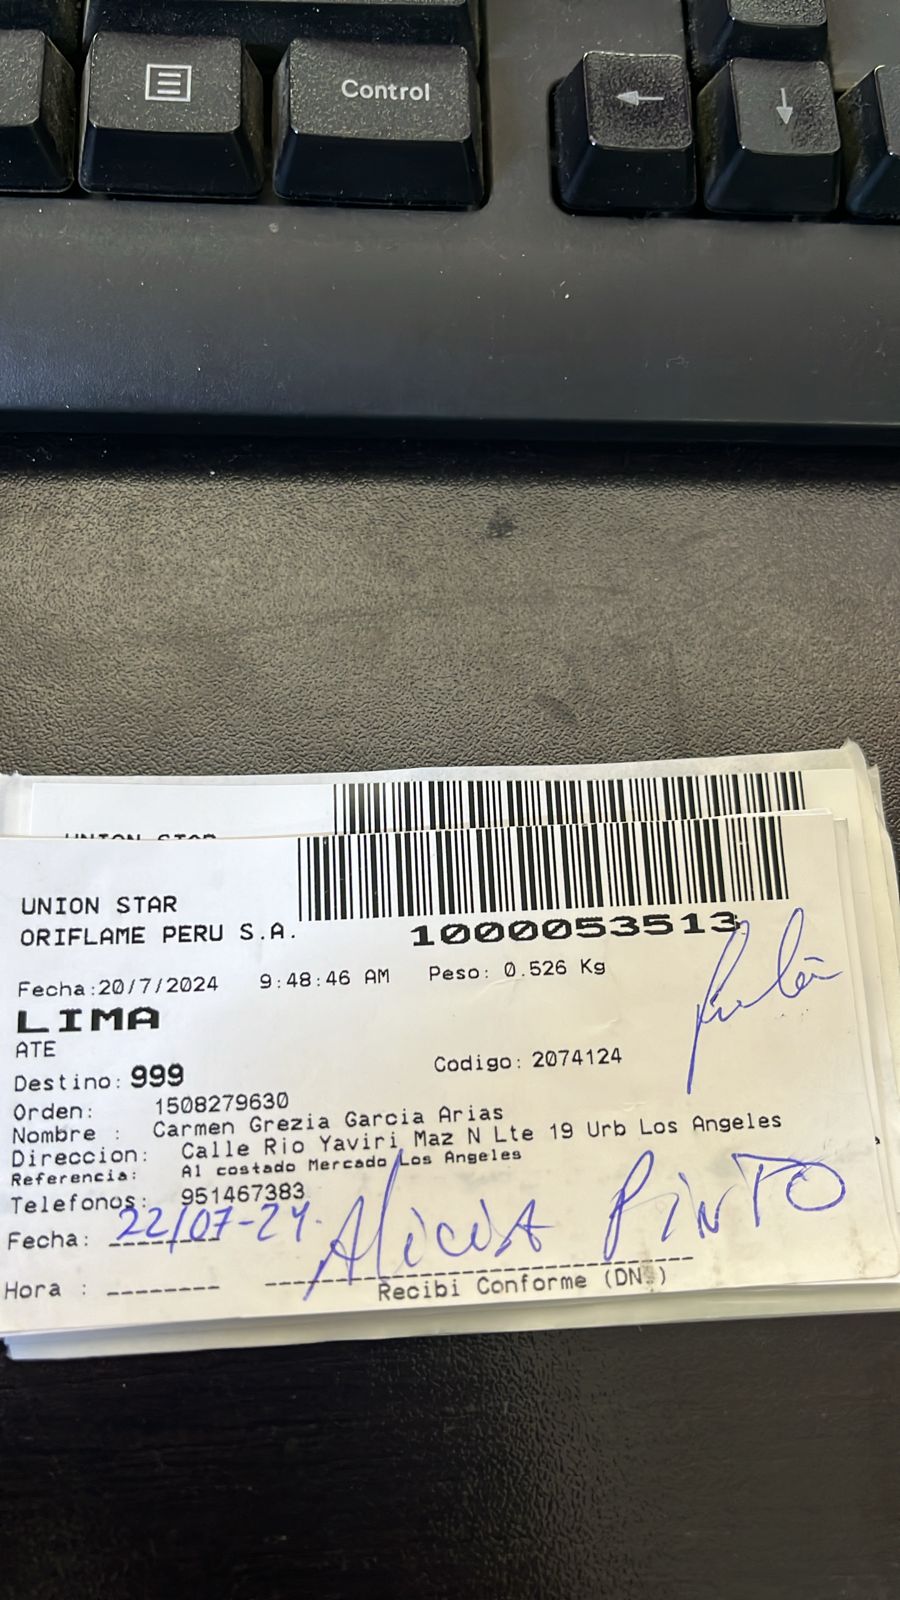 Control
UNION STAR
UNION STAR
ORIFLAME PERU S.A.
1000053513
Fecha:20/7/2024 9:48:46 AM Peso: 0.526 Kg
LIMA
ATE
Codigo: 2074124
Destino: 999
Orden: 1508279630
Nombre : Carmen Grezia Garcia Arias
Direccion: Calle Rio Yaviri Maz N Lte 19 Urb Los Angeles
Referencia: Al costado Mercado Los Angeles
Telefonos: 951467383
Fecha: 22/07-24. Alicia PINTO
Hora : Recibi Conforme (DN